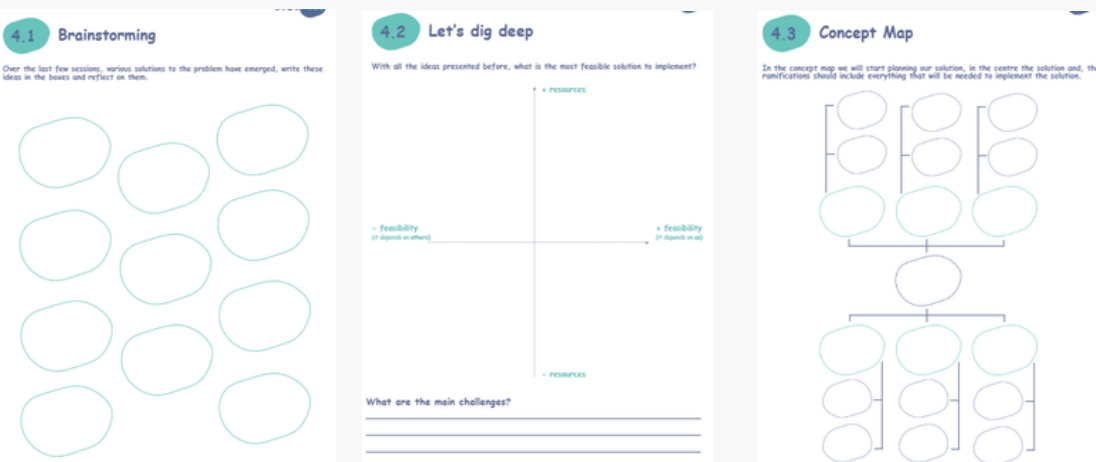 4.1 Brainstorming
Over the last few sessions, various solutions to the problem have emerged, write these
ideas in the boxes and reflect on them.
4.2 Let's dig deep
With all the ideas presented before, what is the most feasible solution to implement?
+ resources
- feasibility
(it depends on others)
+ feasibility
(it depends on us)
- resources
What are the main challenges?
4.3 Concept Map
In the concept map we will start planning our solution, in the centre the solution and, the
ramifications should include everything that will be needed to implement the solution.